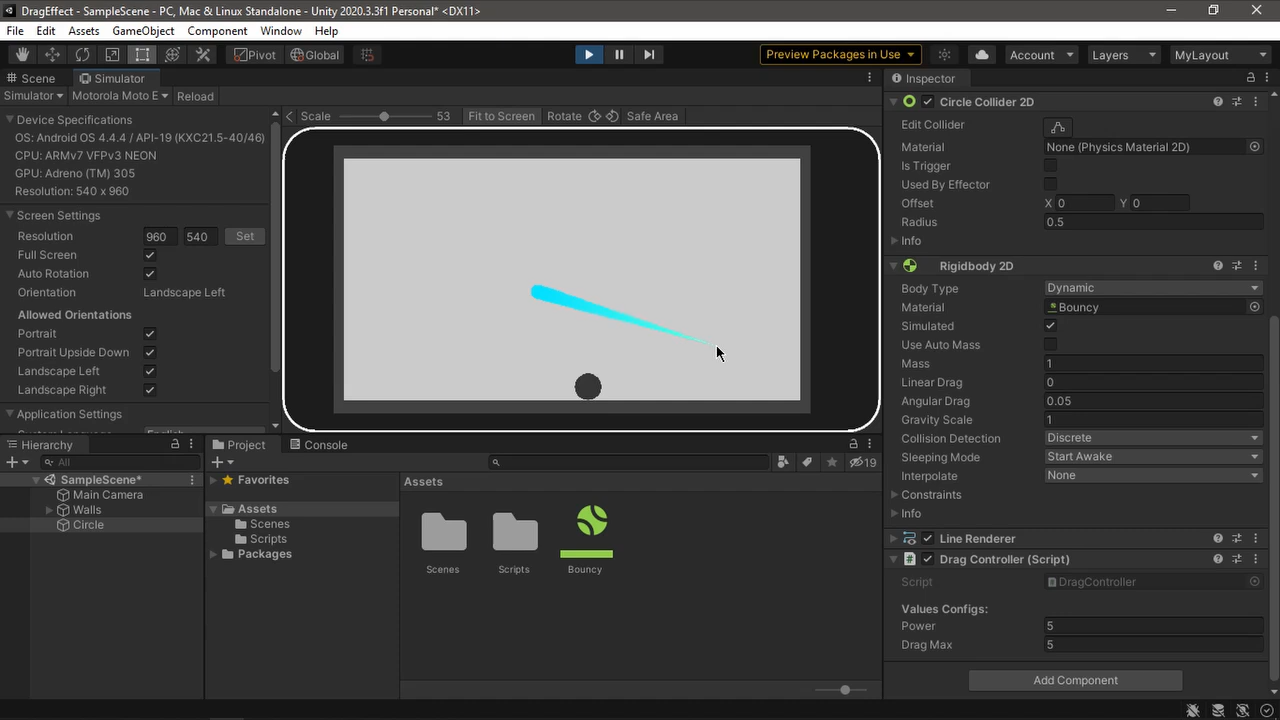 DragEffect - SampleScene - PC, Mac & Linux Standalone - Unity 2020.3.3f1 Personal* <DX11>
File Edit Assets GameObject Component Window Help
Pivot Global Preview Packages in Use Account Layers MyLayout
Scene Simulator
Simulator Motorola Moto E Reload
Scale 53 Fit to Screen Rotate Safe Area
Device Specifications
OS: Android OS 4.4.4 / API-19 (KXC21.5-40/46)
CPU: ARMv7 VFPv3 NEON
GPU: Adreno (TM) 305
Resolution: 540 x 960
Screen Settings
Resolution 960 540 Set
Full Screen
Auto Rotation
Orientation Landscape Left
Allowed Orientations
Portrait
Portrait Upside Down
Landscape Left
Landscape Right
Application Settings
Hierarchy
All
SampleScene*
Main Camera
Walls
Circle
Project Console
19
Favorites
Assets
Scenes
Scripts
Packages
Assets
Scenes Scripts Bouncy
Inspector
Circle Collider 2D
Edit Collider
Material None (Physics Material 2D)
Is Trigger
Used By Effector
Offset X 0 Y 0
Radius 0.5
Info
Rigidbody 2D
Body Type Dynamic
Material Bouncy
Simulated
Use Auto Mass
Mass 1
Linear Drag 0
Angular Drag 0.05
Gravity Scale 1
Collision Detection Discrete
Sleeping Mode Start Awake
Interpolate None
Constraints
Info
Line Renderer
Drag Controller (Script)
Script DragController
Values Configs:
Power 5
Drag Max 5
Add Component